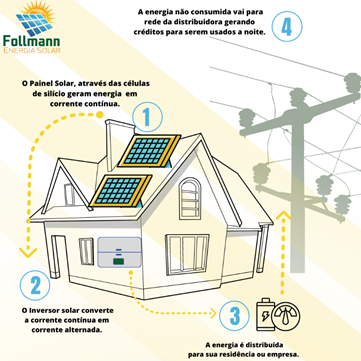 Follmann
ENERGIA SOLAR
A energia não consumida vai para
rede da distribuidora gerando
créditos para serem usados a noite.
4
O Painel Solar, através das células
de silício geram energia em
corrente contínua.
1
2
O Inversor solar converte
a corrente contínua em
corrente alternada.
3
A energia é distribuída
para sua residência ou empresa.